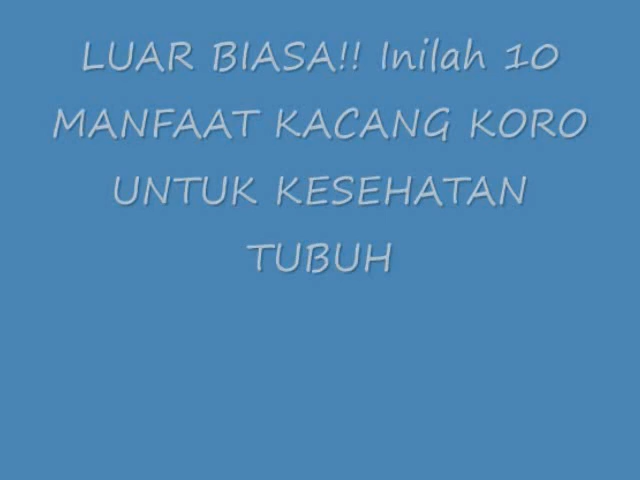 LUAR BIASA!! Inilah 10
MANFAAT KACANG KORO
UNTUK KESEHATAN
TUBUH